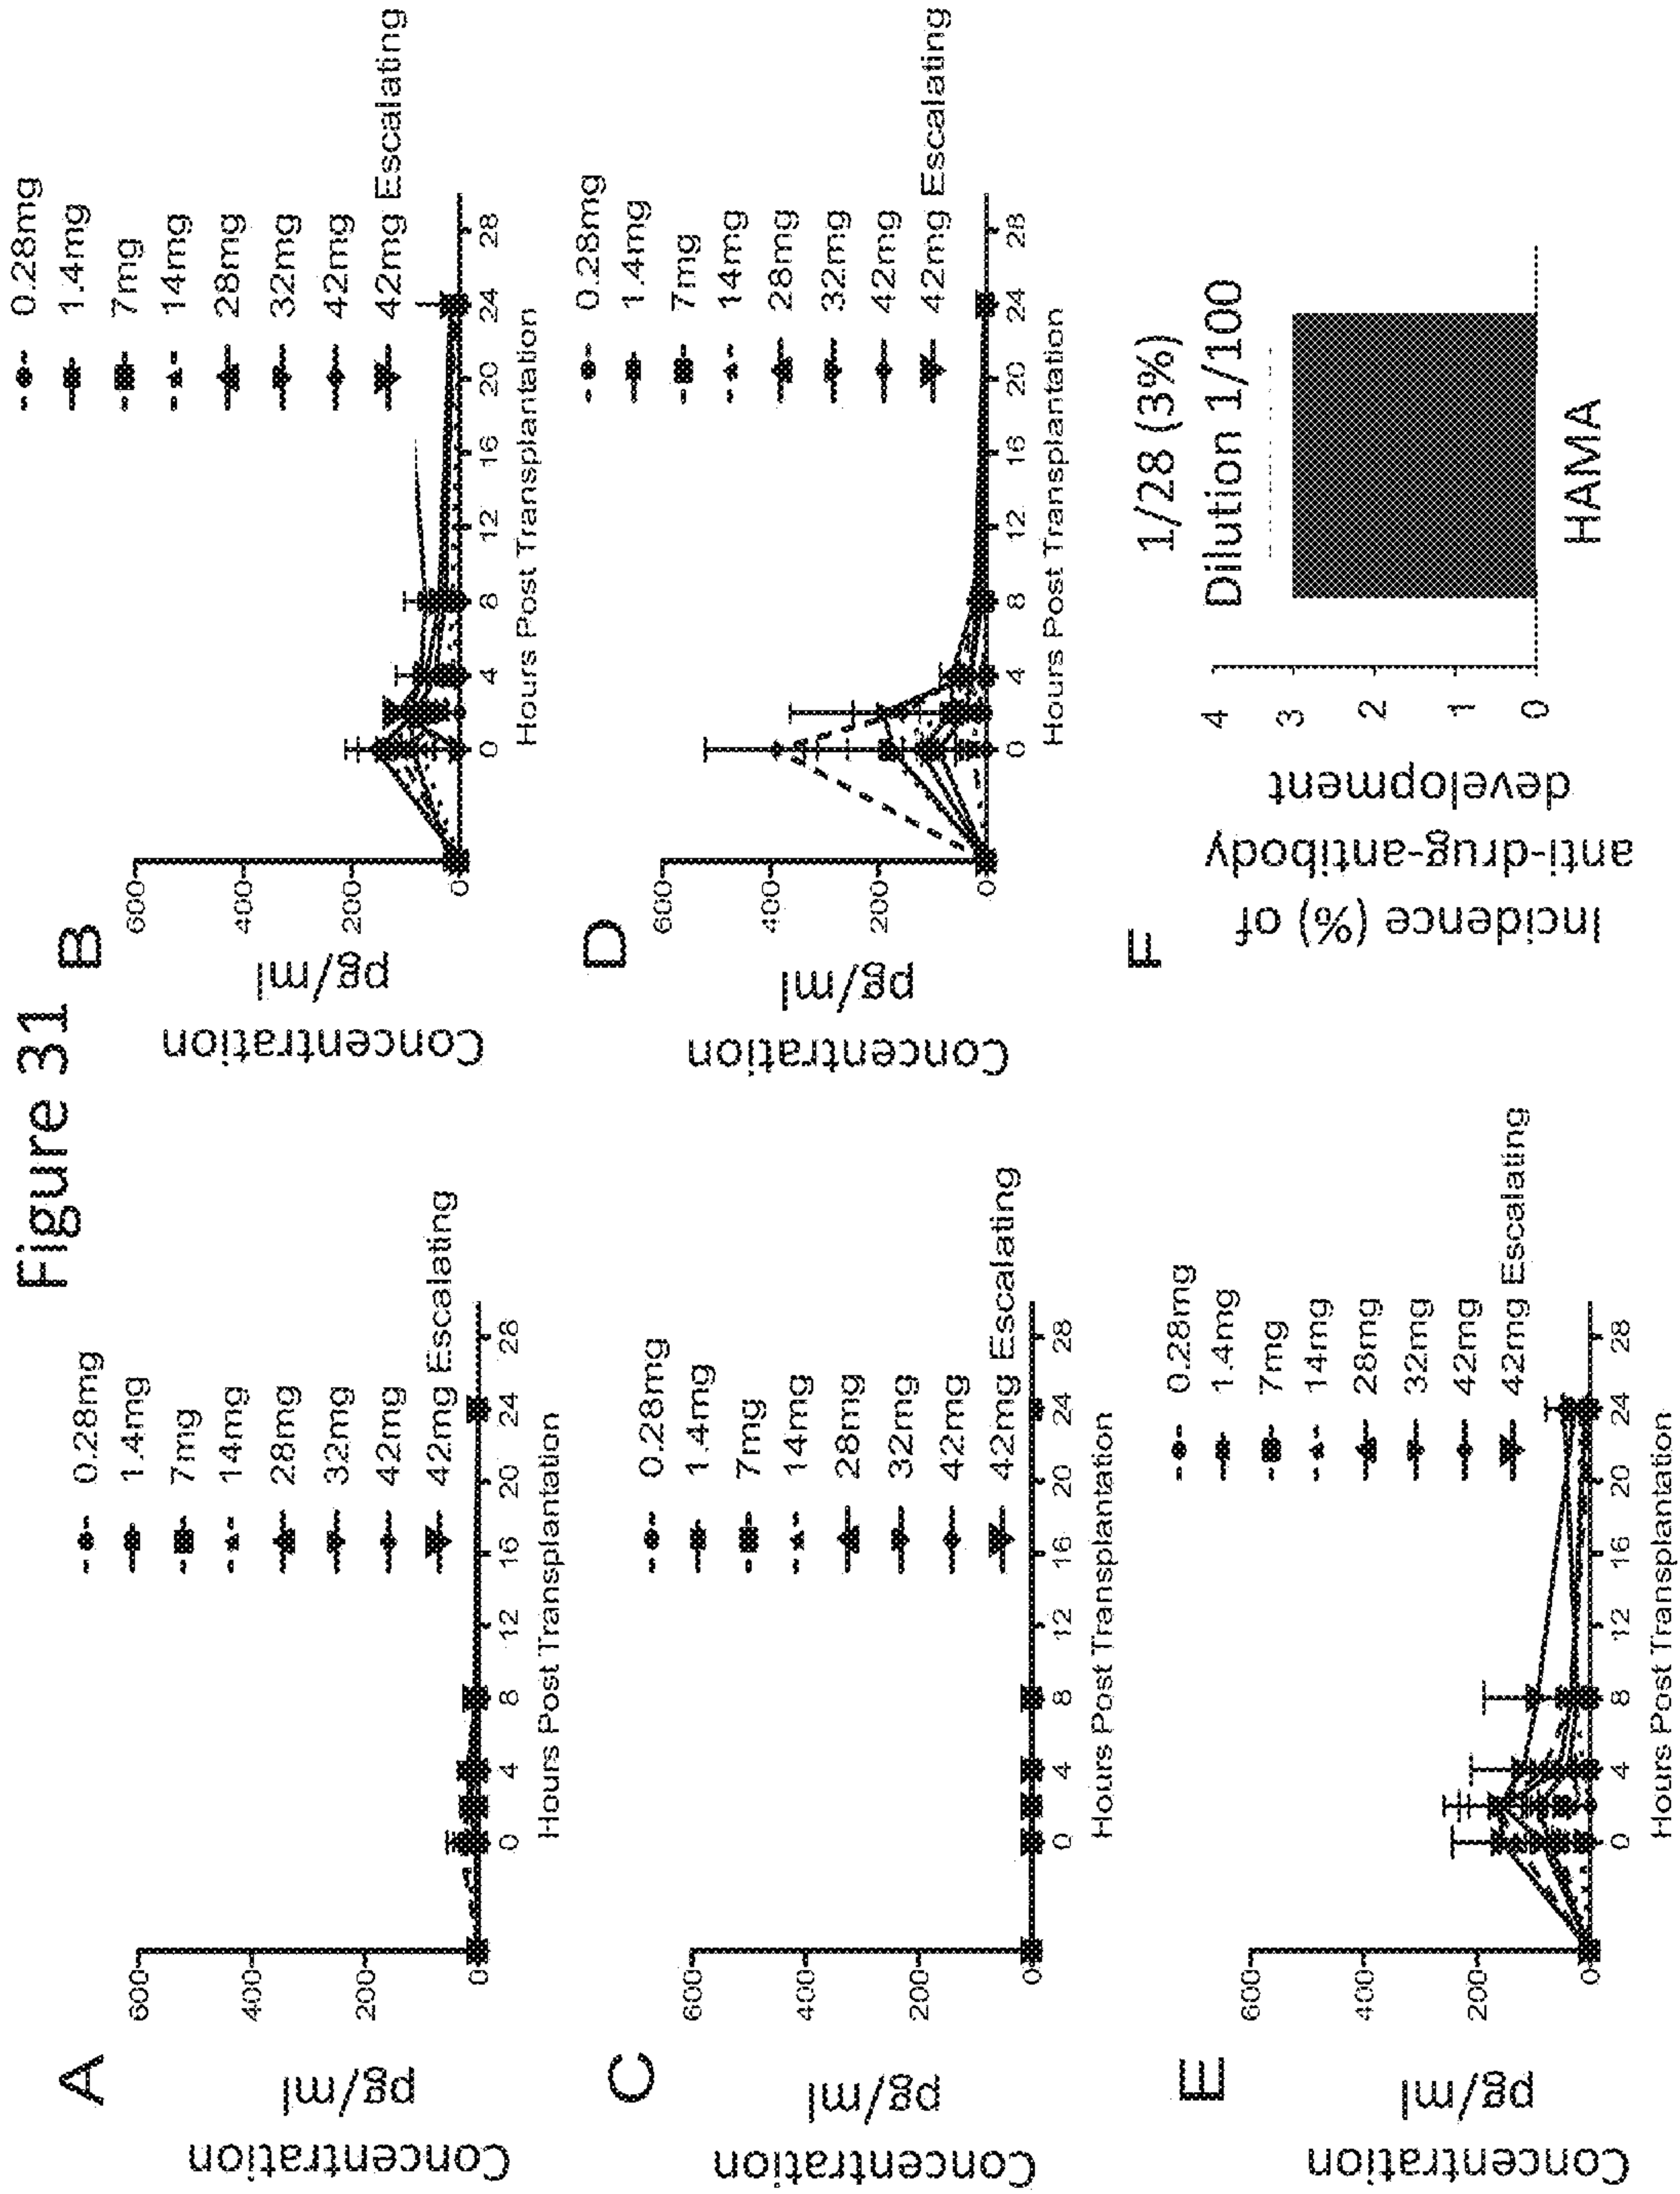 Figure 31
A
Concentration
pg/ml
600
400
200
0
0 4 8 12 16 20 24 28
Hours Post Transplantation
0.28mg
1.4mg
7mg
14mg
28mg
32mg
42mg
42mg Escalating
B
Concentration
pg/ml
600
400
200
0
0 4 8 12 16 20 24 28
Hours Post Transplantation
0.28mg
1.4mg
7mg
14mg
28mg
32mg
42mg
42mg Escalating
C
Concentration
pg/ml
600
400
200
0
0 4 8 12 16 20 24 28
Hours Post Transplantation
0.28mg
1.4mg
7mg
14mg
28mg
32mg
42mg
42mg Escalating
D
Concentration
pg/ml
600
400
200
0
0 4 8 12 16 20 24 28
Hours Post Transplantation
0.28mg
1.4mg
7mg
14mg
28mg
32mg
42mg
42mg Escalating
E
Concentration
pg/ml
600
400
200
0
0 4 8 12 16 20 24 28
Hours Post Transplantation
0.28mg
1.4mg
7mg
14mg
28mg
32mg
42mg
42mg Escalating
F
Incidence (%) of
anti-drug-antibody
development
4
3
2
1
0
1/28 (3%)
Dilution 1/100
HAMA